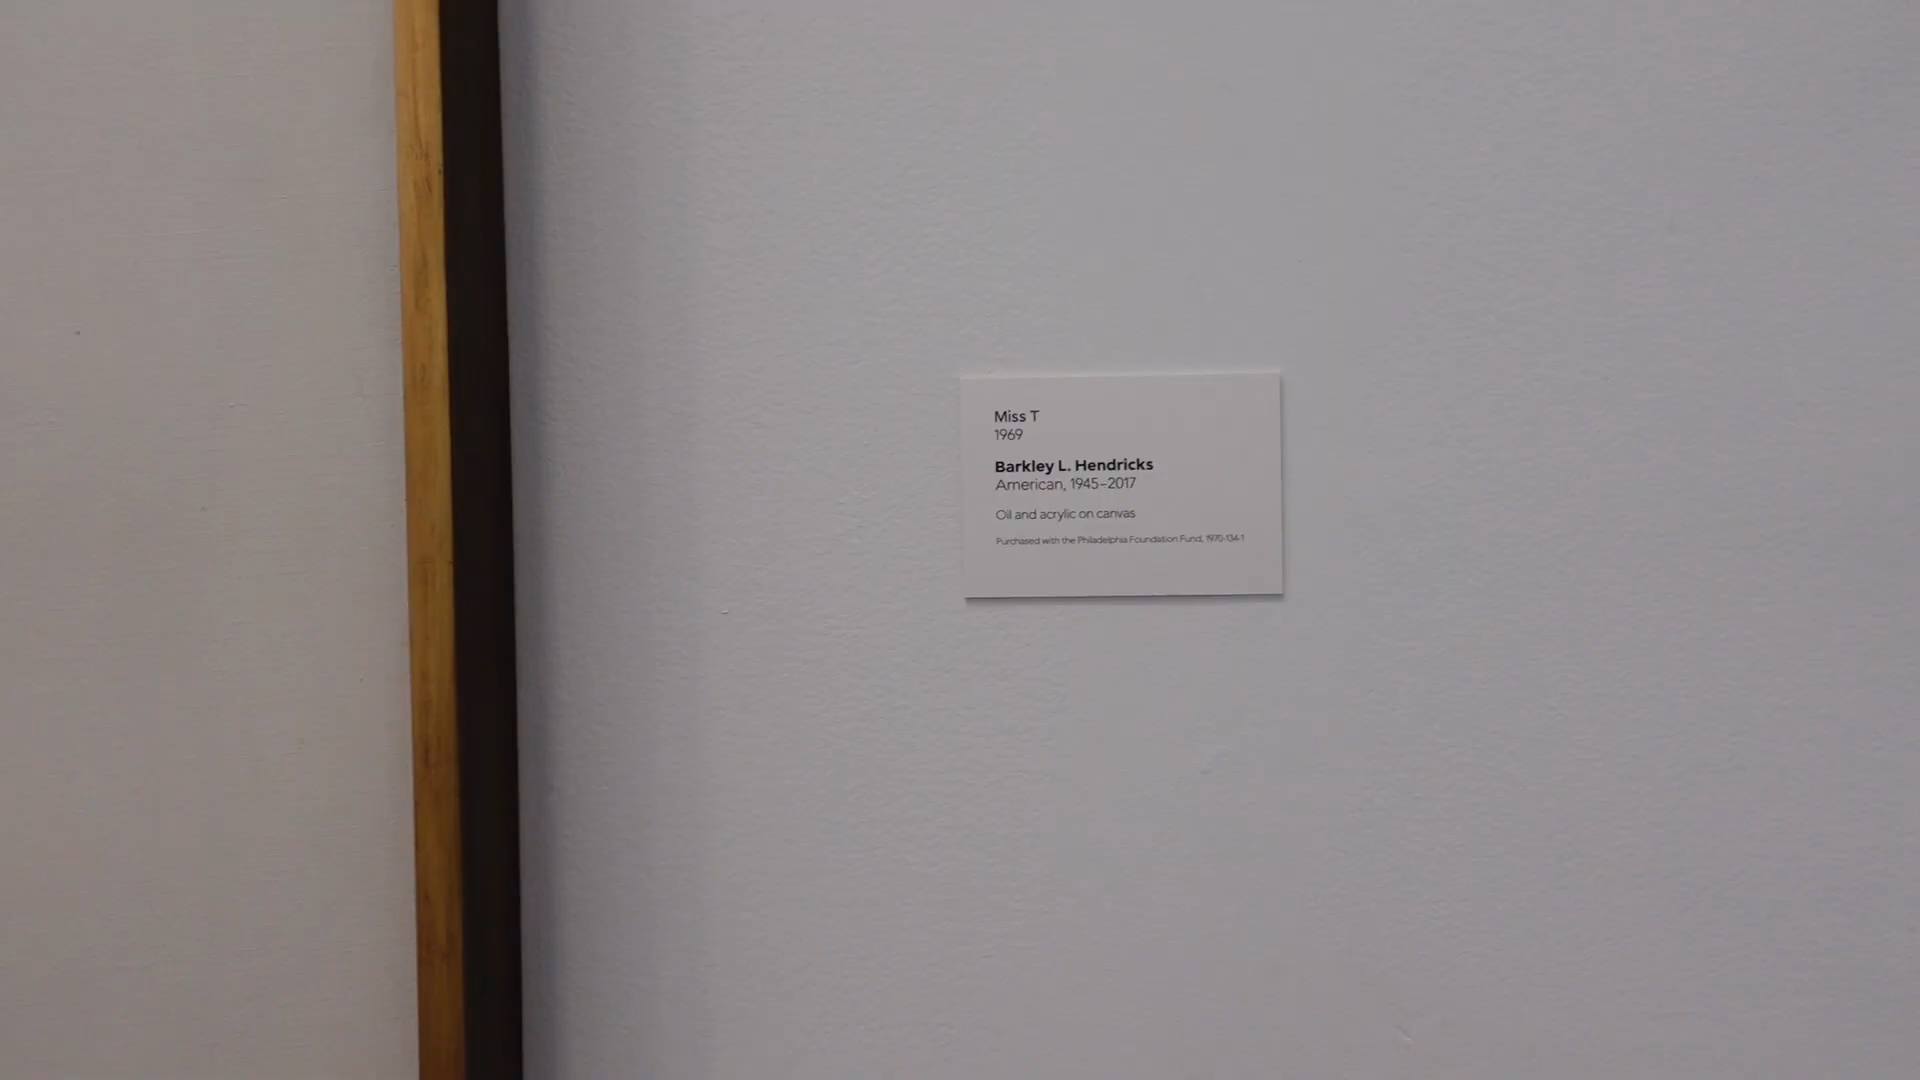 Miss T
1969
Barkley L. Hendricks
American, 1945–2017
Oil and acrylic on canvas
Purchased with the Philadelphia Foundation Fund, 1970-134-1